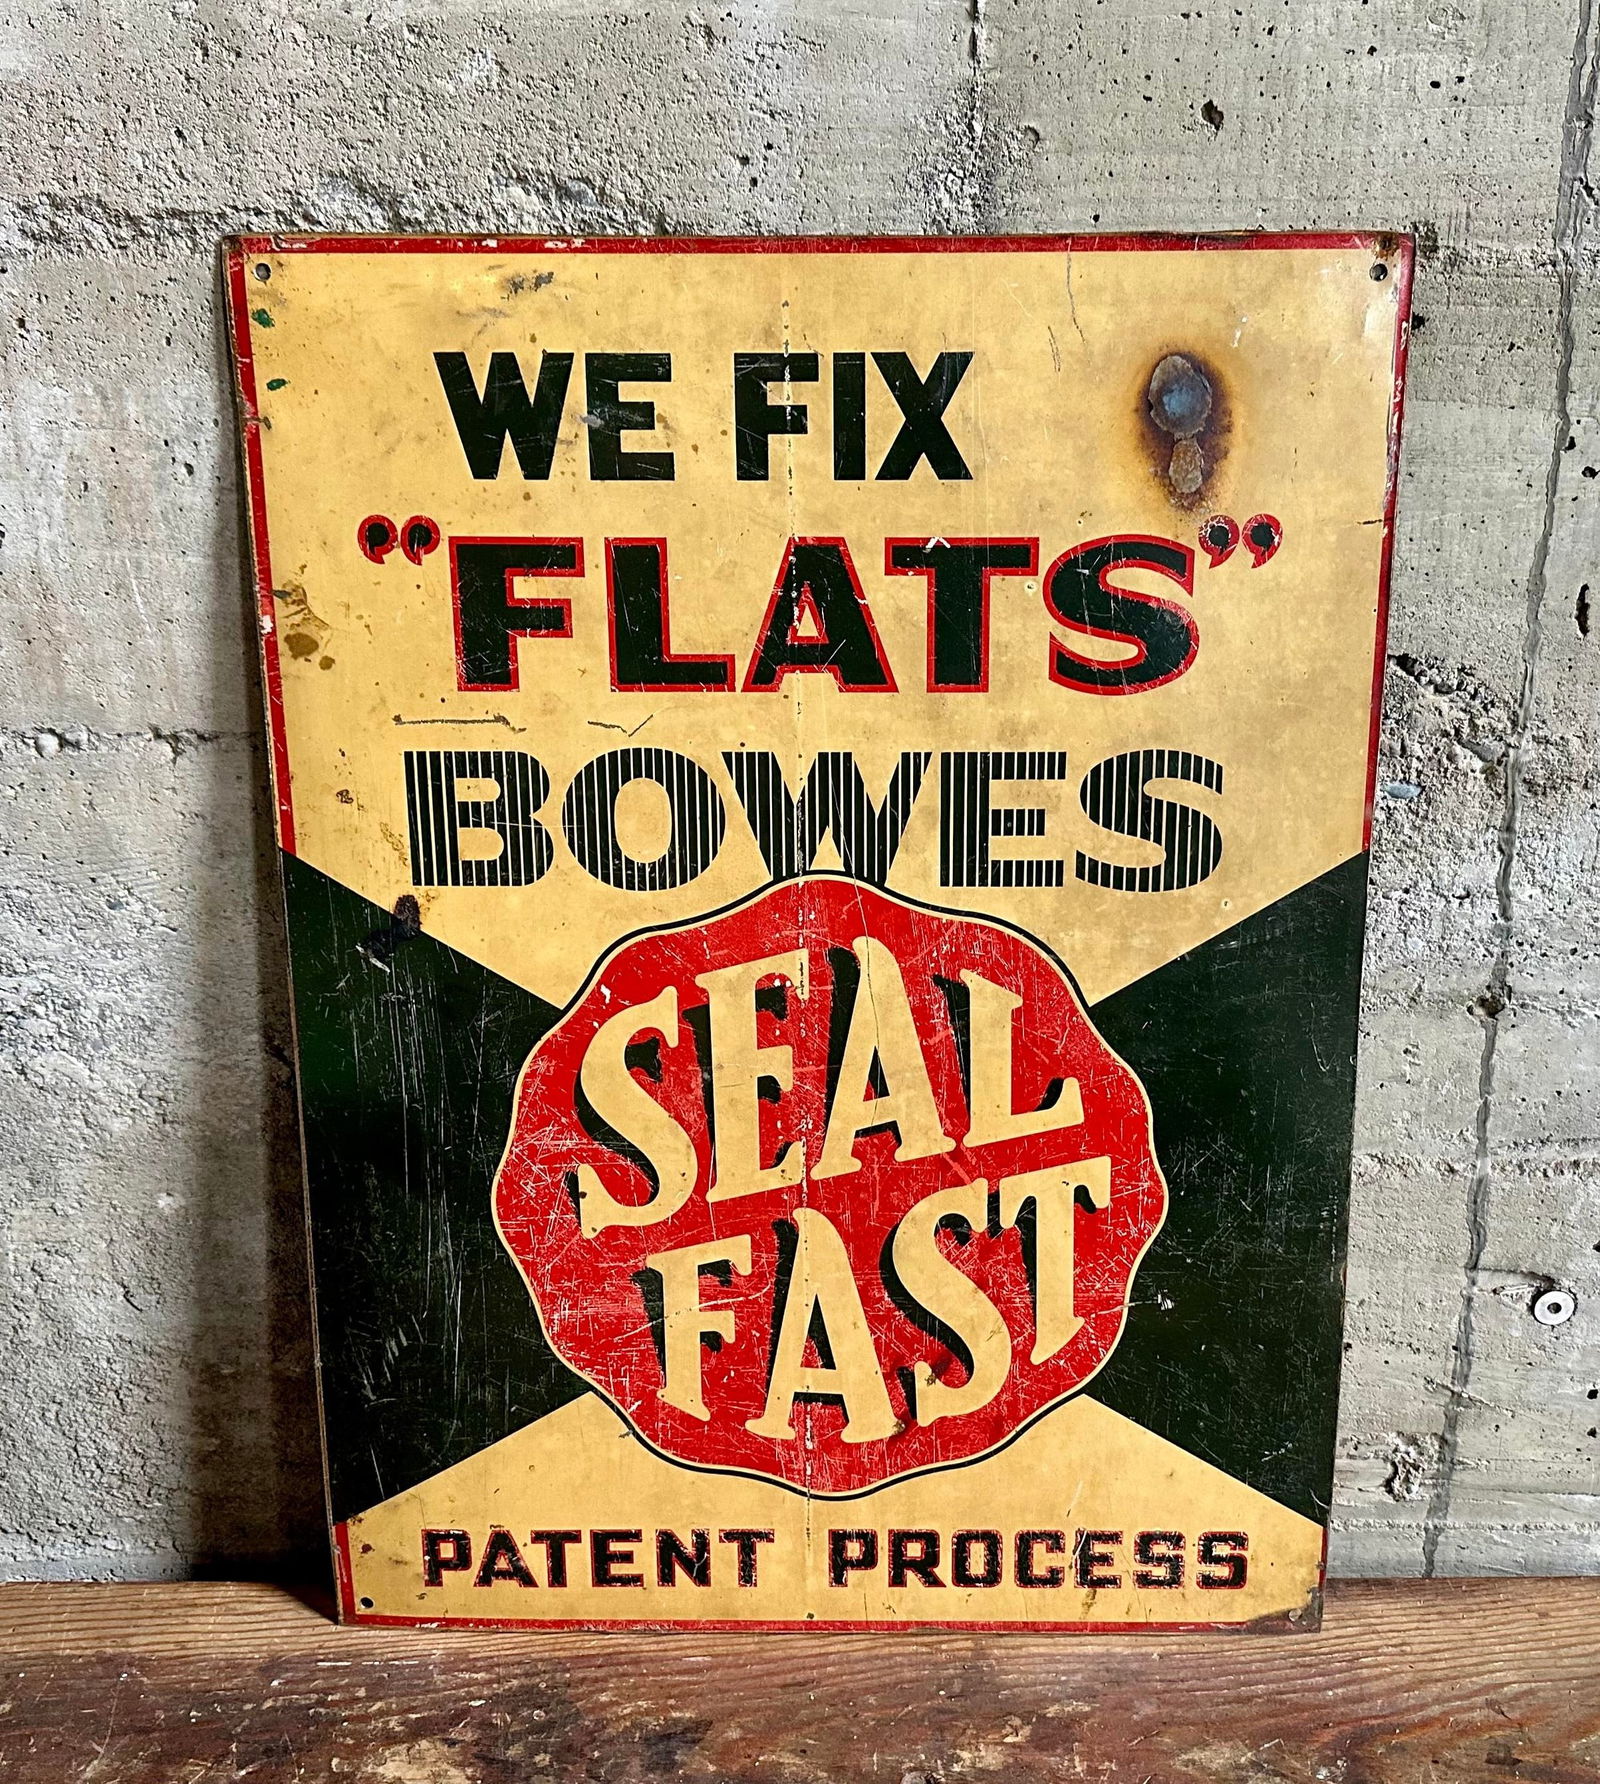 WE FIX
“FLATS”
BOWES
SEAL
FAST
PATENT PROCESS